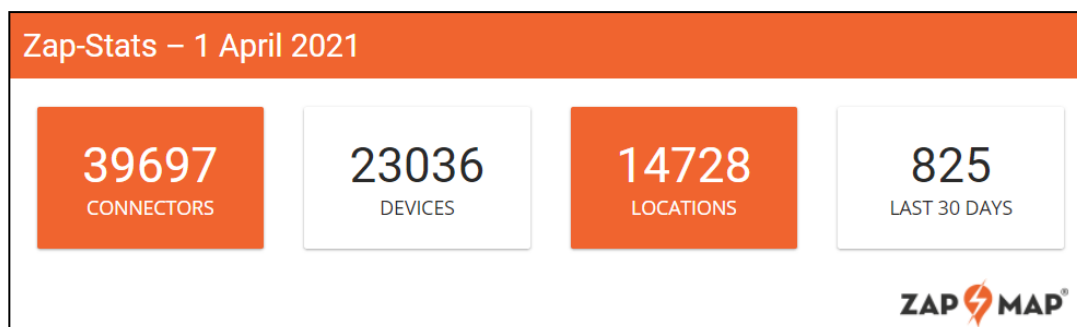 Zap-Stats – 1 April 2021
39697
CONNECTORS
23036
DEVICES
14728
LOCATIONS
825
LAST 30 DAYS
ZAP MAP®